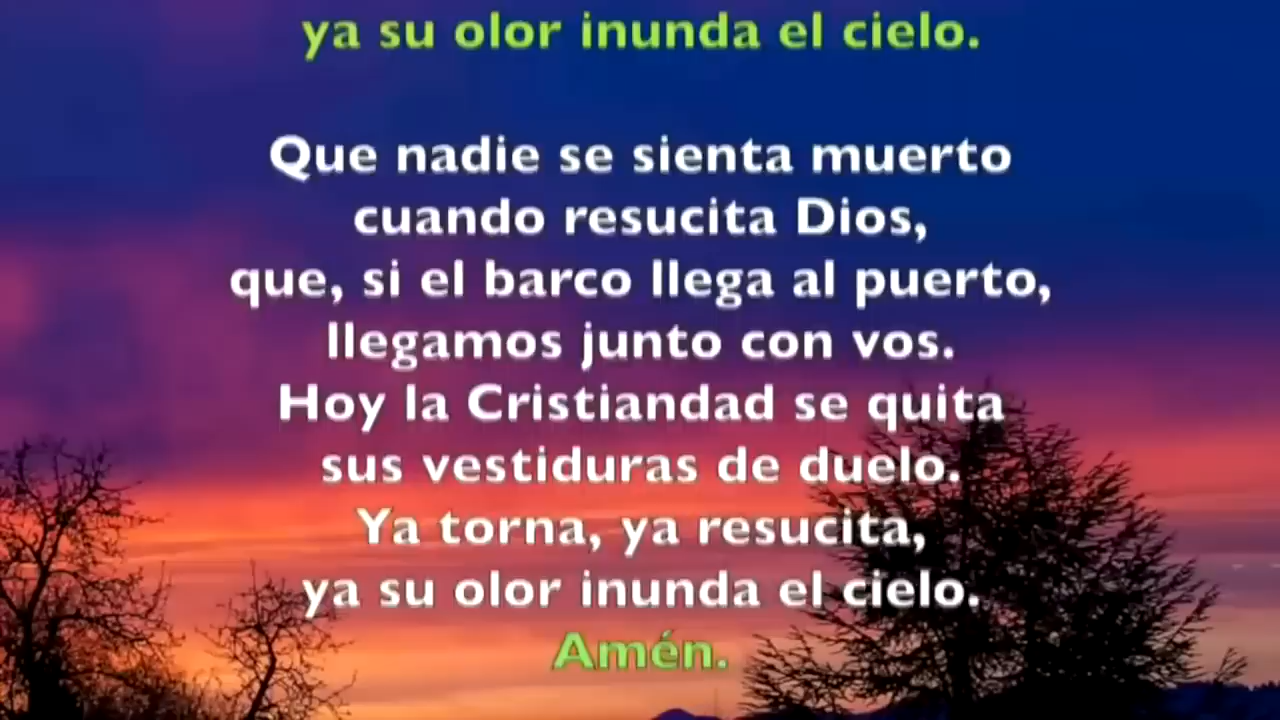 ya su olor inunda el cielo.
Que nadie se sienta muerto
cuando resucita Dios,
que, si el barco llega al puerto,
llegamos junto con vos.
Hoy la Cristiandad se quita
sus vestiduras de duelo.
Ya torna, ya resucita,
ya su olor inunda el cielo.
Amén.